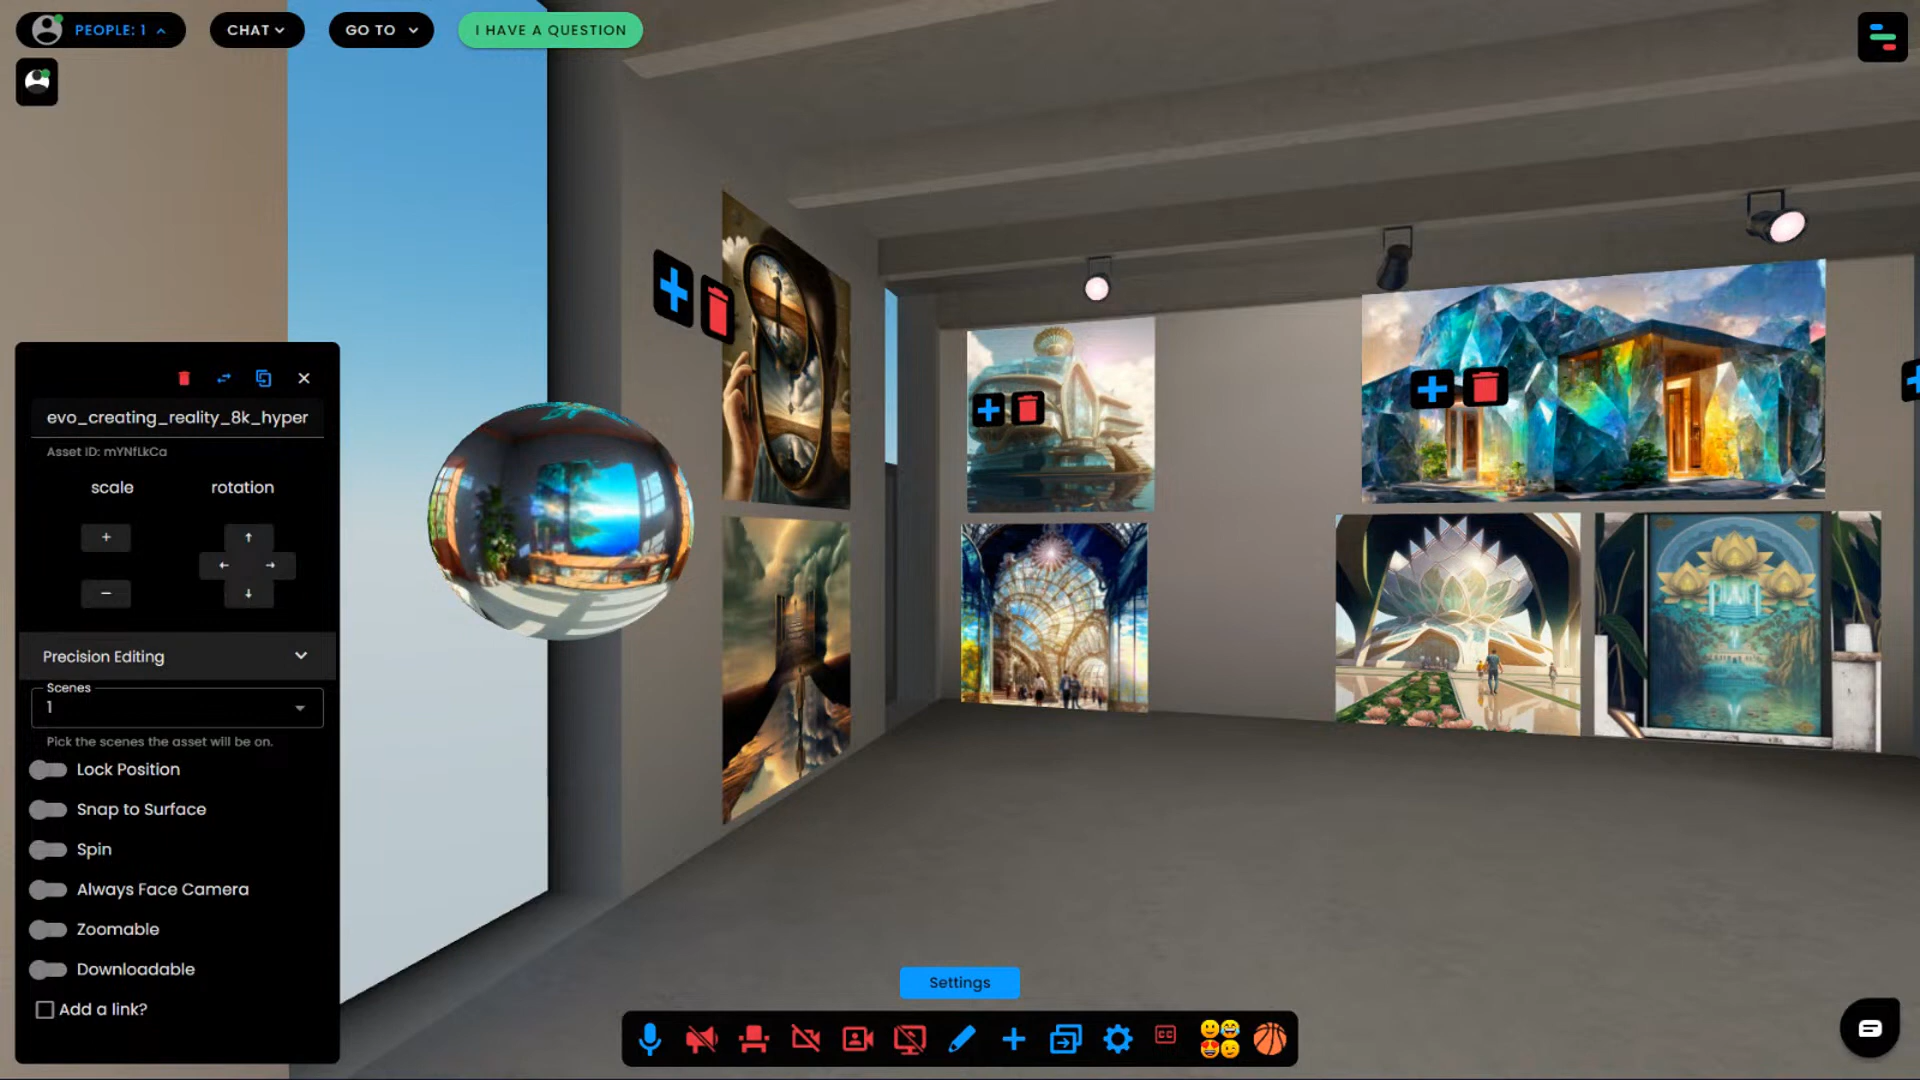 PEOPLE: 1
CHAT
GO TO
I HAVE A QUESTION
evo_creating_reality_8k_hyper
Asset ID: mYNfLkCa
scale
rotation
Precision Editing
Scenes
1
Pick the scenes the asset will be on.
Lock Position
Snap to Surface
Spin
Always Face Camera
Zoomable
Downloadable
Add a link?
Settings
CC